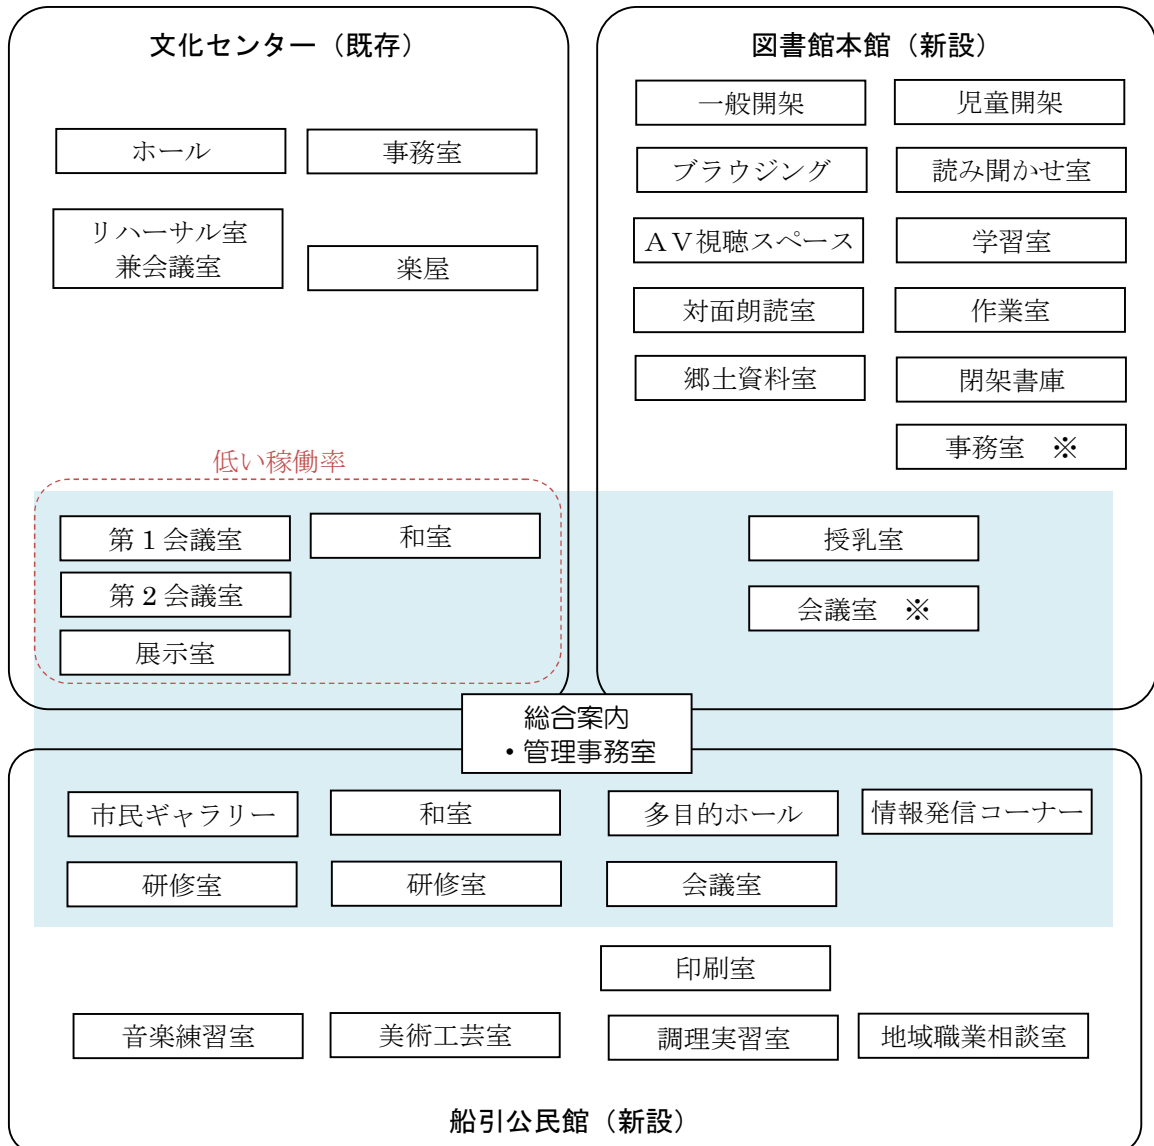 文化センター（既存）
ホール
事務室
リハーサル室
兼会議室
楽屋
低い稼働率
第１会議室
和室
第２会議室
展示室
図書館本館（新設）
一般開架
児童開架
ブラウジング
読み聞かせ室
ＡＶ視聴スペース
学習室
対面朗読室
作業室
郷土資料室
閉架書庫
事務室　※
授乳室
会議室　※
総合案内
・管理事務室
市民ギャラリー
和室
多目的ホール
情報発信コーナー
研修室
研修室
会議室
印刷室
音楽練習室
美術工芸室
調理実習室
地域職業相談室
船引公民館（新設）